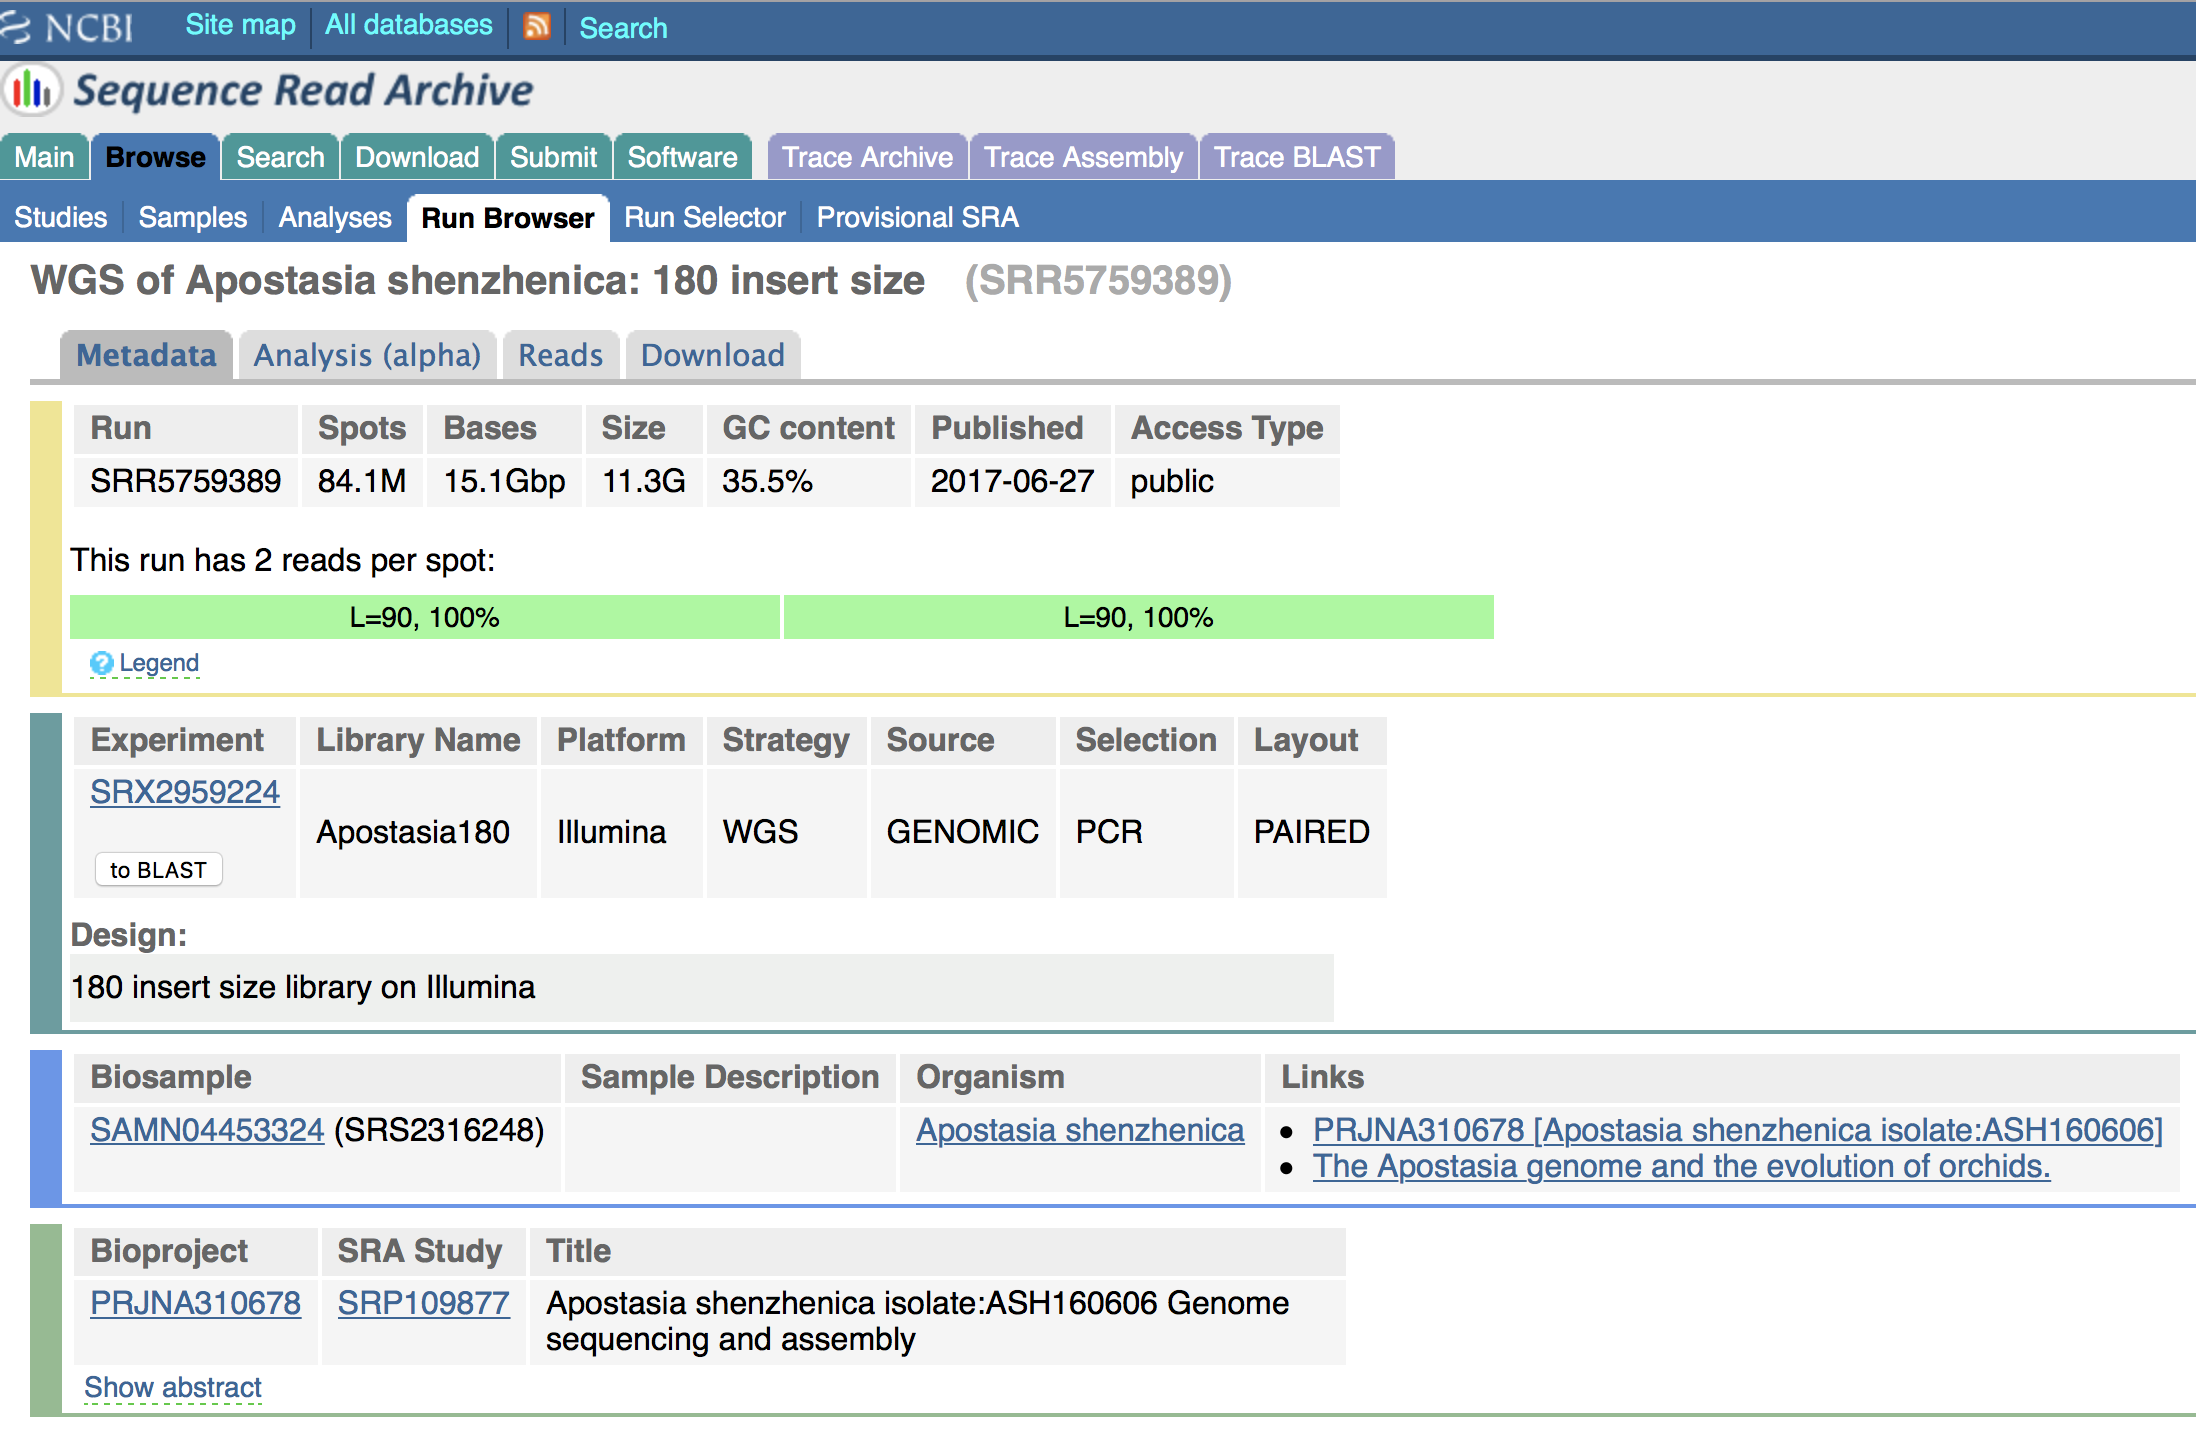 NCBI Site map All databases Search
Sequence Read Archive
Main Browse Search Download Submit Software Trace Archive Trace Assembly Trace BLAST
Studies Samples Analyses Run Browser Run Selector Provisional SRA
WGS of Apostasia shenzhenica: 180 insert size (SRR5759389)
Metadata Analysis (alpha) Reads Download
Run Spots Bases Size GC content Published Access Type
SRR5759389 84.1M 15.1Gbp 11.3G 35.5% 2017-06-27 public
This run has 2 reads per spot:
L=90, 100% L=90, 100%
? Legend
Experiment Library Name Platform Strategy Source Selection Layout
SRX2959224
Apostasia180 Illumina WGS GENOMIC PCR PAIRED
to BLAST
Design:
180 insert size library on Illumina
Biosample Sample Description Organism Links
SAMN04453324 (SRS2316248) Apostasia shenzhenica • PRJNA310678 [Apostasia shenzhenica isolate:ASH160606]
• The Apostasia genome and the evolution of orchids.
Bioproject SRA Study Title
PRJNA310678 SRP109877 Apostasia shenzhenica isolate:ASH160606 Genome
sequencing and assembly
Show abstract